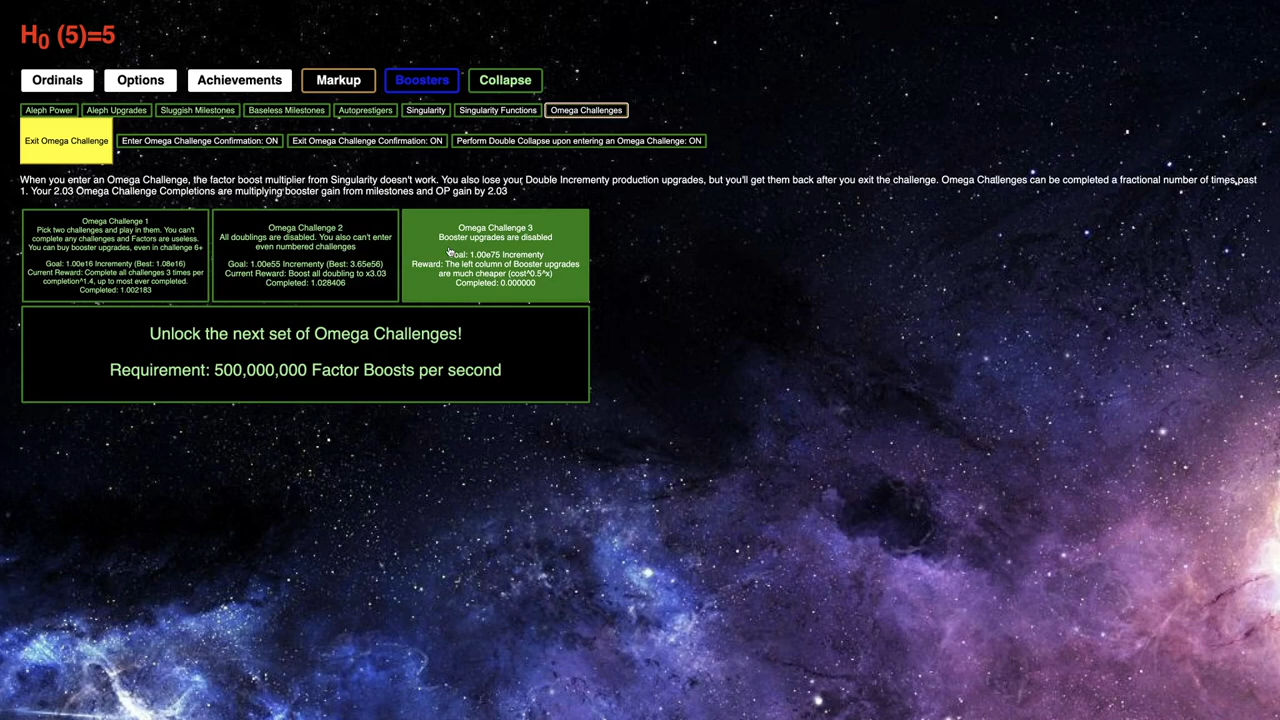 H₀ (5)=5
Ordinals Options Achievements Markup Boosters Collapse
Aleph Power Aleph Upgrades Sluggish Milestones Baseless Milestones Autoprestigers Singularity Singularity Functions Omega Challenges
Exit Omega Challenge Enter Omega Challenge Confirmation: ON Exit Omega Challenge Confirmation: ON Perform Double Collapse upon entering an Omega Challenge: ON
When you enter an Omega Challenge, the factor boost multiplier from Singularity doesn't work. You also lose your Double Incrementy production upgrades, but you'll get them back after you exit the challenge. Omega Challenges can be completed a fractional number of times past
1. Your 2.03 Omega Challenge Completions are multiplying booster gain from milestones and OP gain by 2.03
Omega Challenge 1
Pick two challenges and play in them. You can't
complete any challenges and Factors are useless.
You can buy booster upgrades, even in challenge 6+
Goal: 1.00e16 Incrementy (Best: 1.08e16)
Current Reward: Complete all challenges 3 times per
completion^1.4, up to most ever completed.
Completed: 1.002183
Omega Challenge 2
All doublings are disabled. You also can't enter
even numbered challenges
Goal: 1.00e55 Incrementy (Best: 3.65e56)
Current Reward: Boost all doubling to x3.03
Completed: 1.028406
Omega Challenge 3
Booster upgrades are disabled
Goal: 1.00e75 Incrementy
Reward: The left column of Booster upgrades
are much cheaper (cost^0.5^x)
Completed: 0.000000
Unlock the next set of Omega Challenges!
Requirement: 500,000,000 Factor Boosts per second